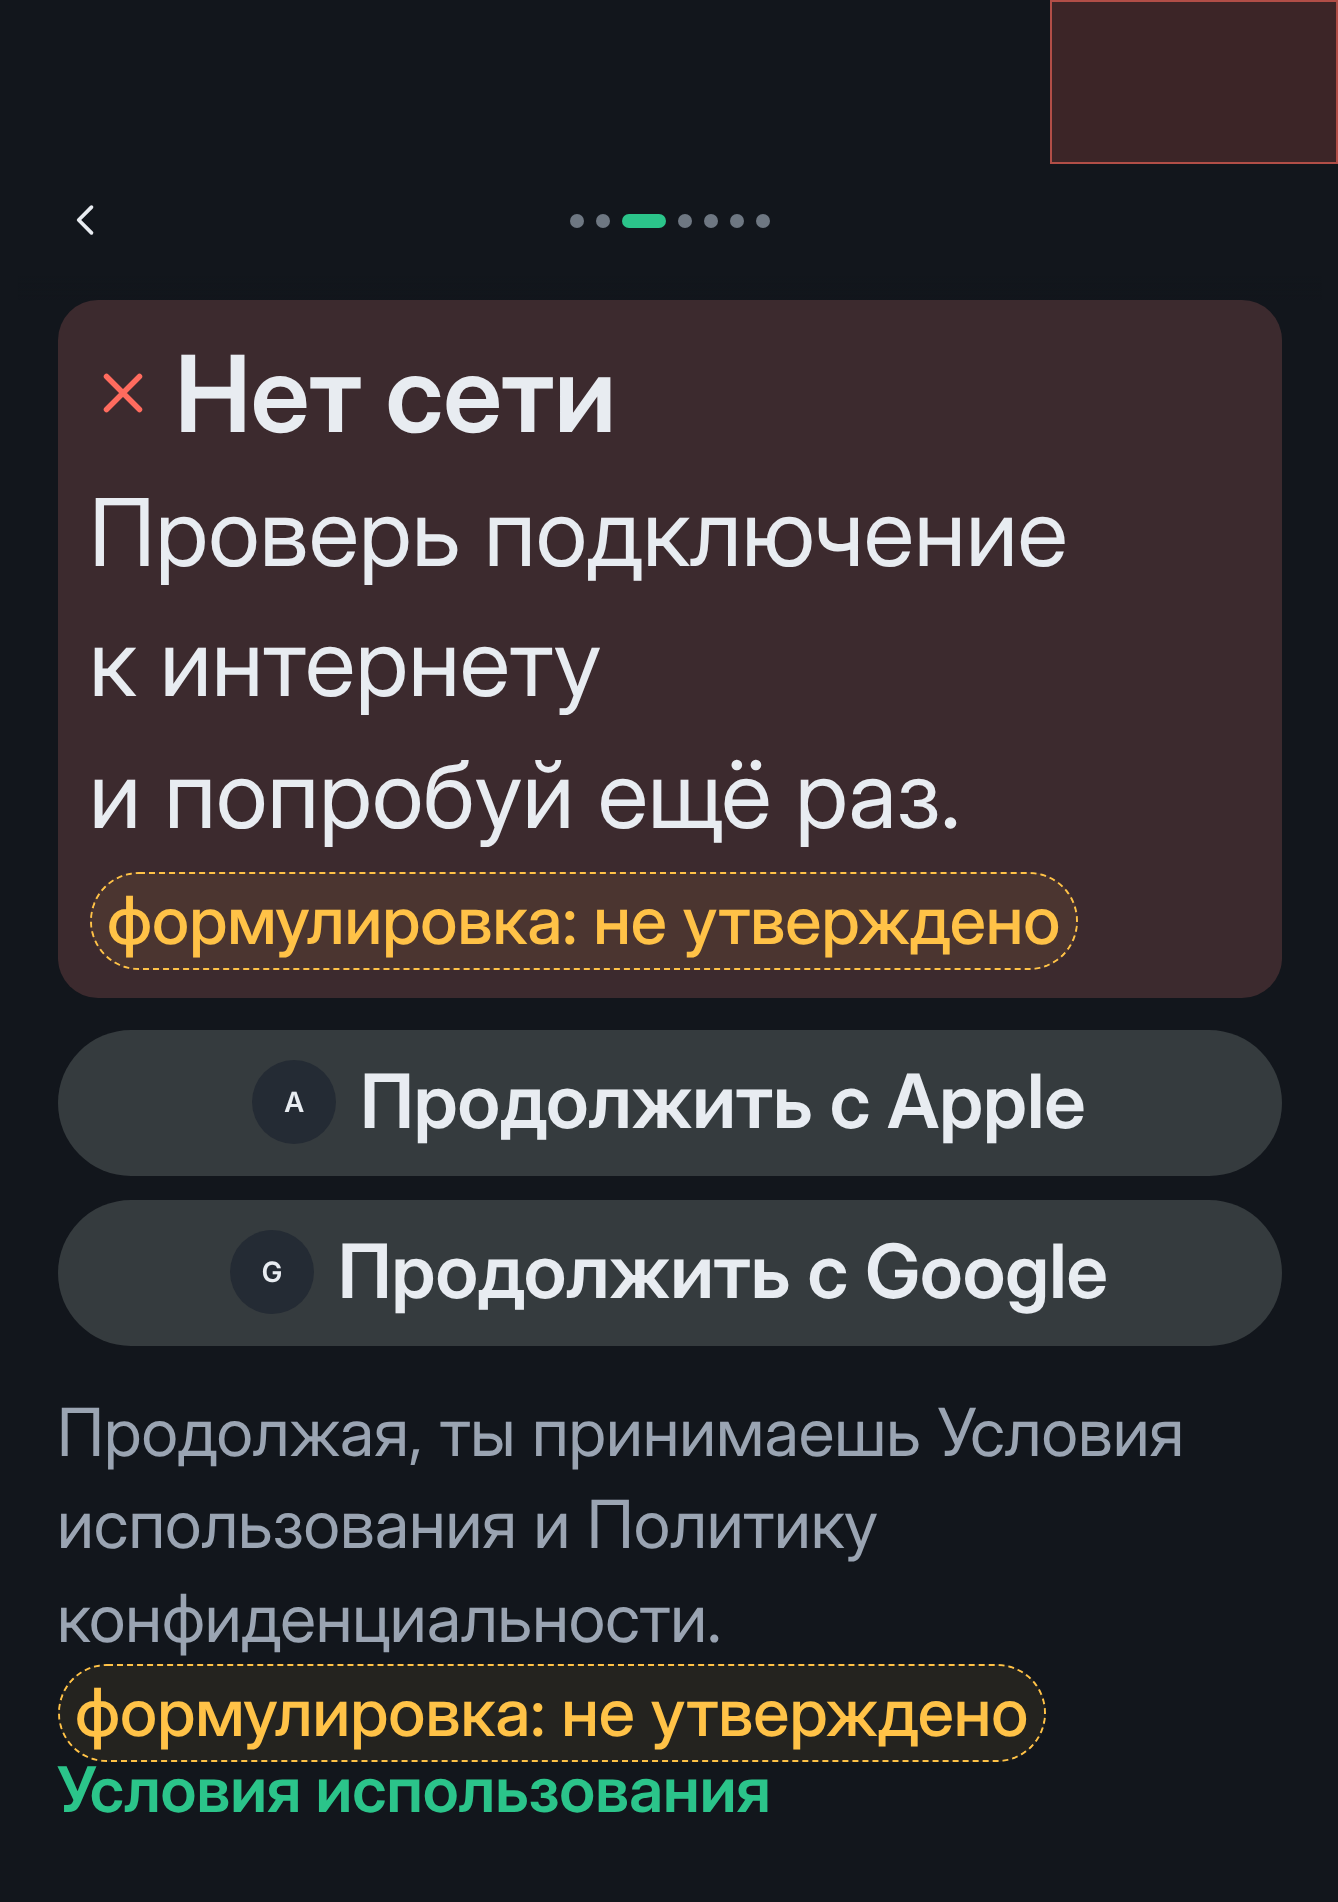 Нет сети
Проверь подключение
к интернету
и попробуй ещё раз.
формулировка: не утверждено
A Продолжить с Apple
G Продолжить с Google
Продолжая, ты принимаешь Условия
использования и Политику
конфиденциальности.
формулировка: не утверждено
Условия использования